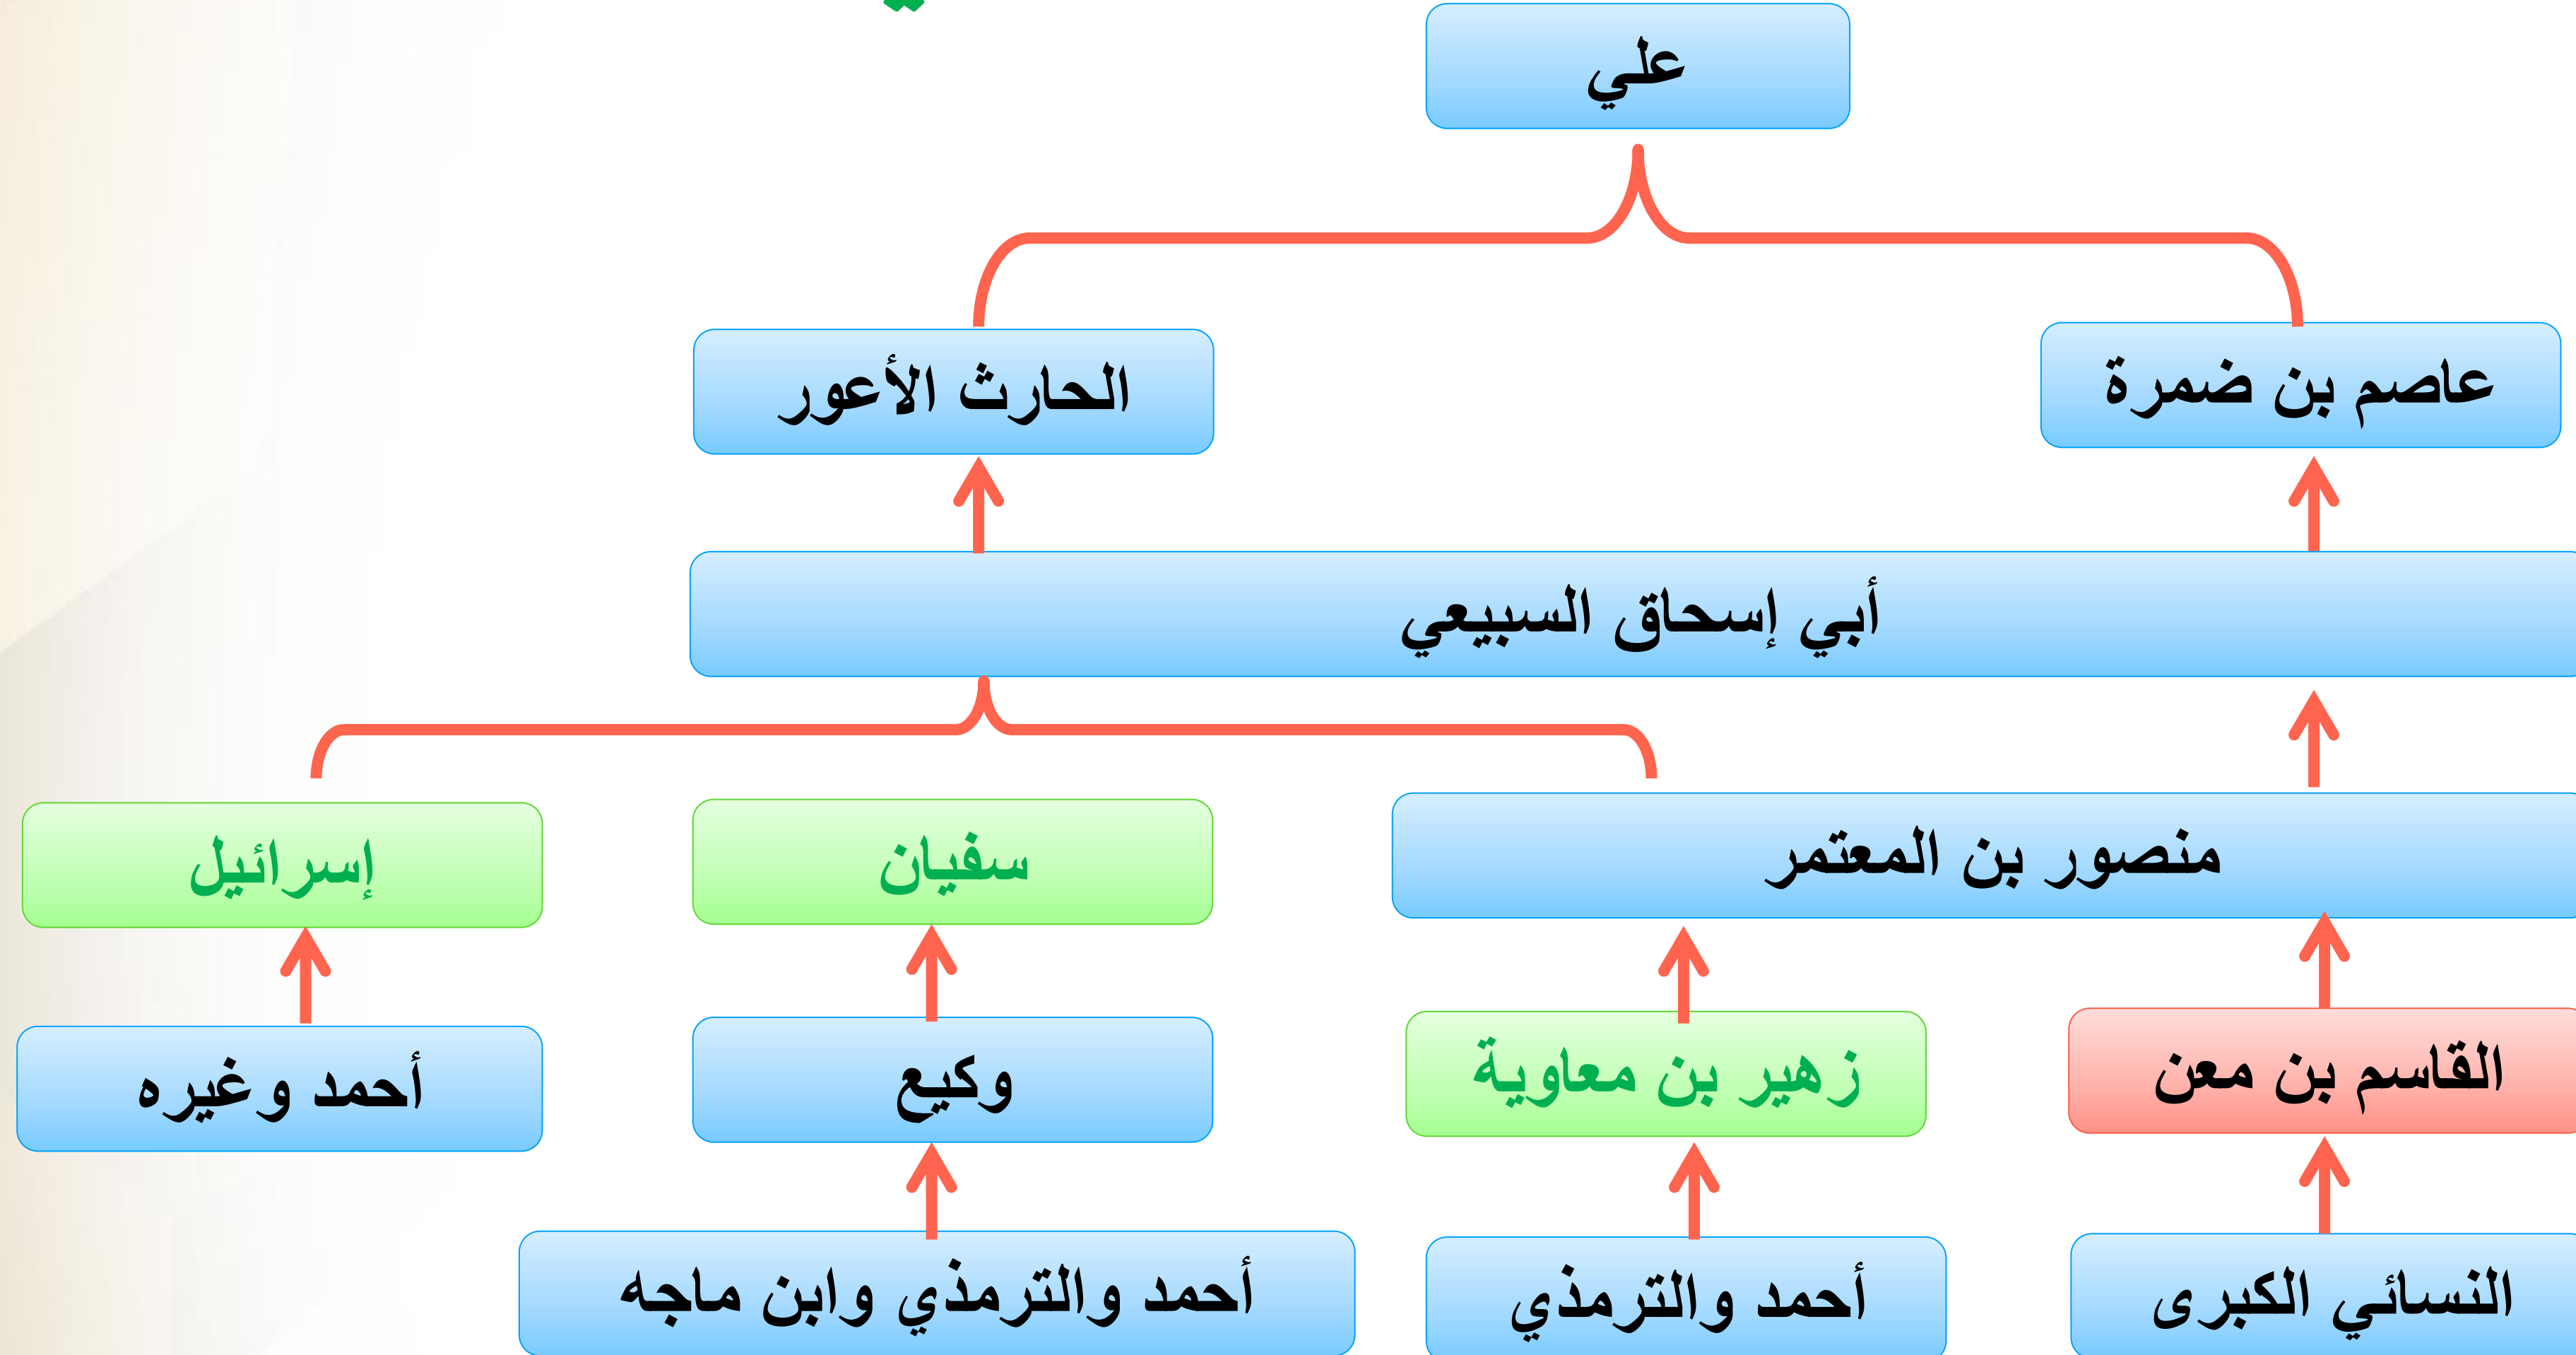 علي
عاصم بن ضمرة
الحارث الأعور
أبي إسحاق السبيعي
منصور بن المعتمر
سفيان
إسرائيل
القاسم بن معن
زهير بن معاوية
وكيع
أحمد وغيره
النسائي الكبرى
أحمد والترمذي
أحمد والترمذي وابن ماجه